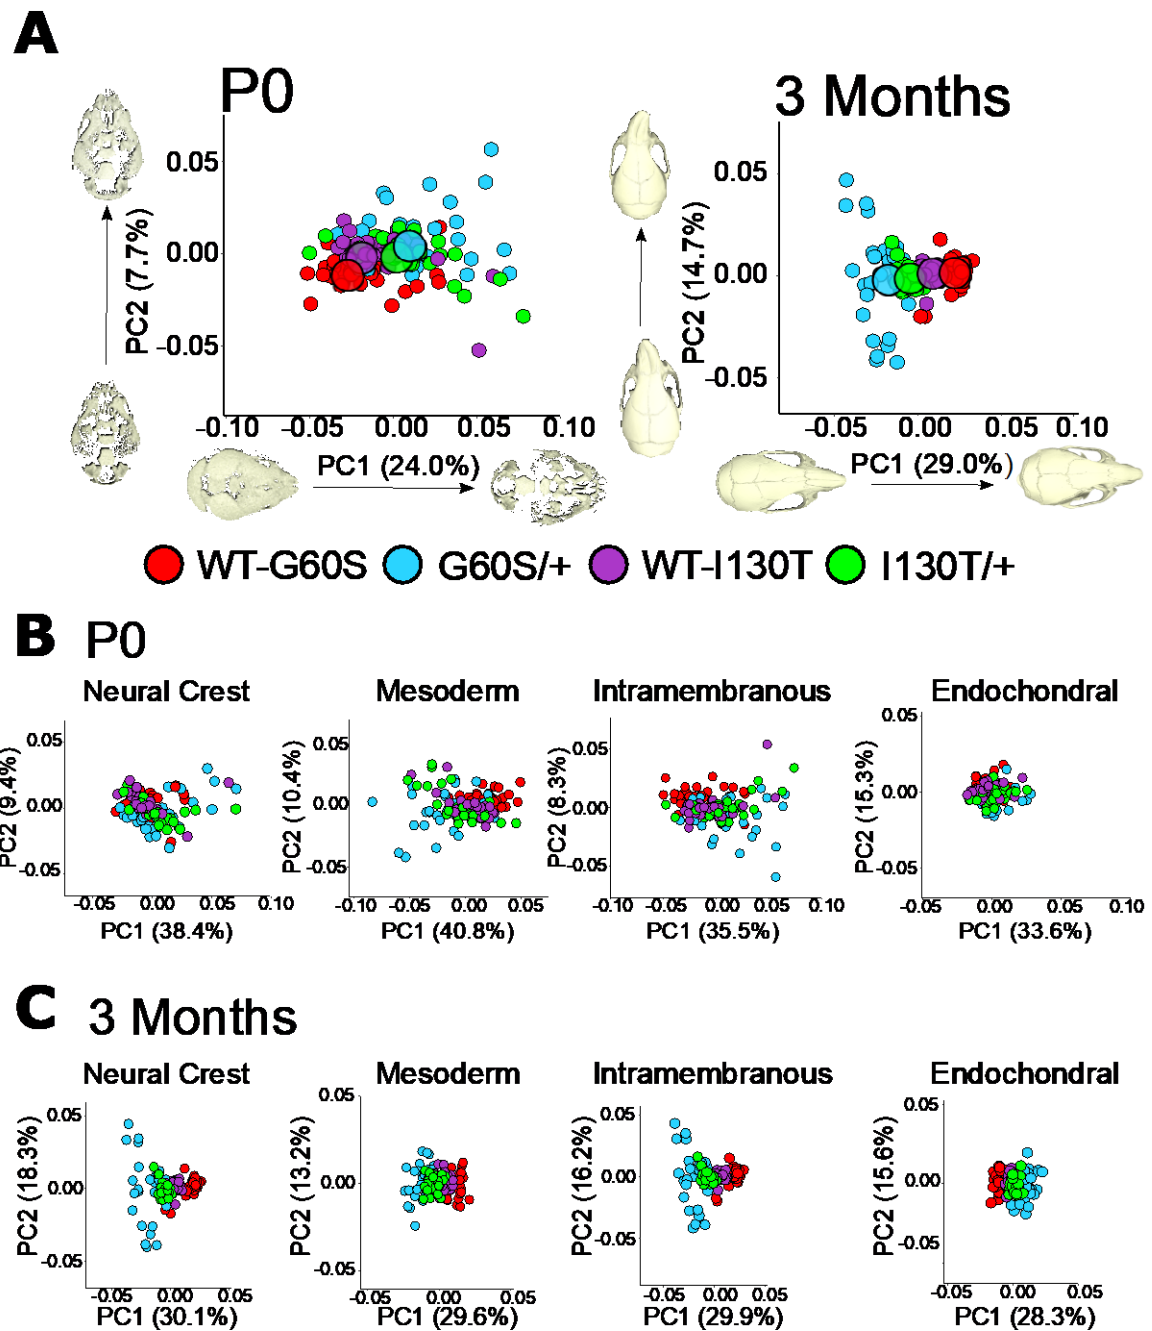 A
P0
3 Months
0.05
0.00
−0.05
PC2 (7.7%)
−0.10 −0.05 0.00 0.05 0.10
PC1 (24.0%)
0.05
0.00
−0.05
PC2 (14.7%)
−0.05 0.00 0.05 0.10
PC1 (29.0%)
WT−G60S G60S/+ WT−I130T I130T/+
B P0
Neural Crest
0.05
0.00
−0.05
PC2 (9.4%)
−0.05 0.00 0.05 0.10
PC1 (38.4%)
Mesoderm
0.05
0.00
−0.05
PC2 (10.4%)
−0.10 −0.05 0.00 0.05
PC1 (40.8%)
Intramembranous
0.05
0.00
−0.05
PC2 (8.3%)
−0.10 −0.05 0.00 0.05 0.10
PC1 (35.5%)
Endochondral
0.05
0.00
−0.05
PC2 (15.3%)
−0.05 0.00 0.05 0.10
PC1 (33.6%)
C 3 Months
Neural Crest
0.05
0.00
−0.05
PC2 (18.3%)
−0.05 0.00 0.05
PC1 (30.1%)
Mesoderm
0.05
0.00
−0.05
PC2 (13.2%)
−0.05 0.00 0.05
PC1 (29.6%)
Intramembranous
0.05
0.00
−0.05
PC2 (16.2%)
−0.05 0.00 0.05
PC1 (29.9%)
Endochondral
0.05
0.00
−0.05
PC2 (15.6%)
−0.05 0.00 0.05
PC1 (28.3%)